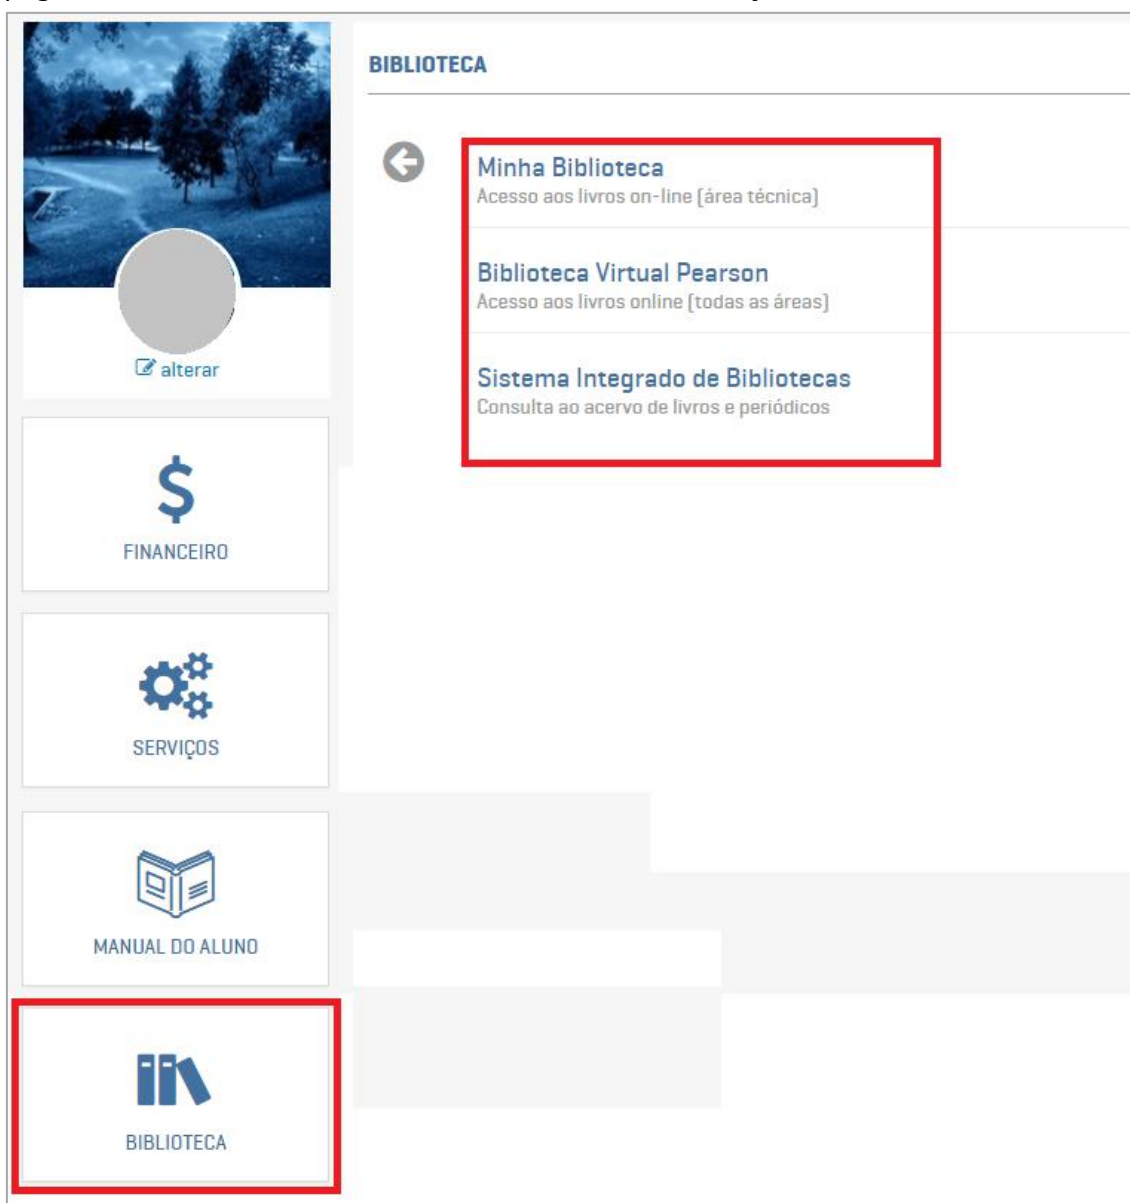 BIBLIOTECA
Minha Biblioteca
Acesso aos livros on-line (área técnica)
Biblioteca Virtual Pearson
Acesso aos livros online (todas as áreas)
Sistema Integrado de Bibliotecas
Consulta ao acervo de livros e periódicos
alterar
$
FINANCEIRO
SERVIÇOS
MANUAL DO ALUNO
BIBLIOTECA